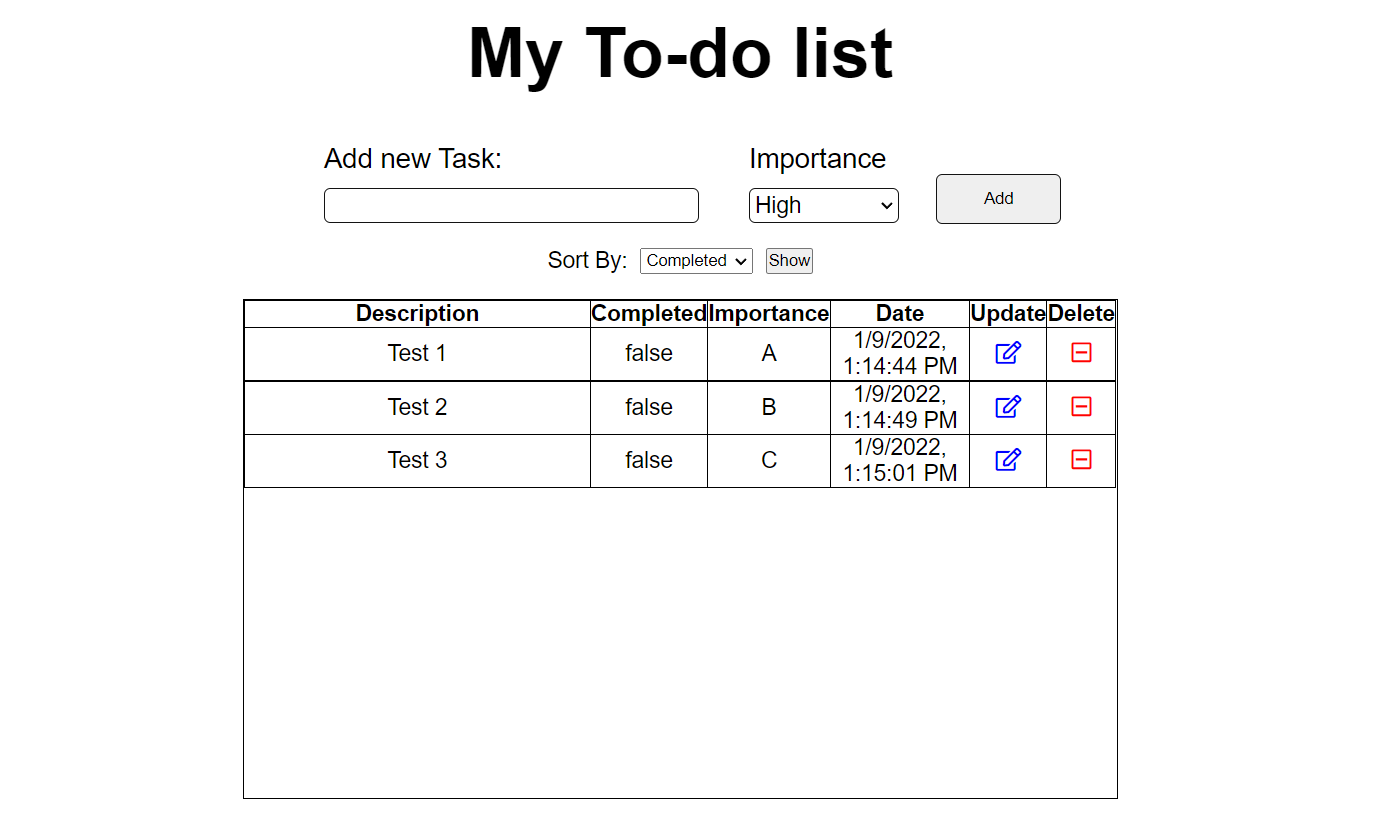 My To-do list
Add new Task: Importance
High Add
Sort By: Completed Show
Description Completed Importance Date Update Delete
Test 1 false A 1/9/2022, 1:14:44 PM
Test 2 false B 1/9/2022, 1:14:49 PM
Test 3 false C 1/9/2022, 1:15:01 PM